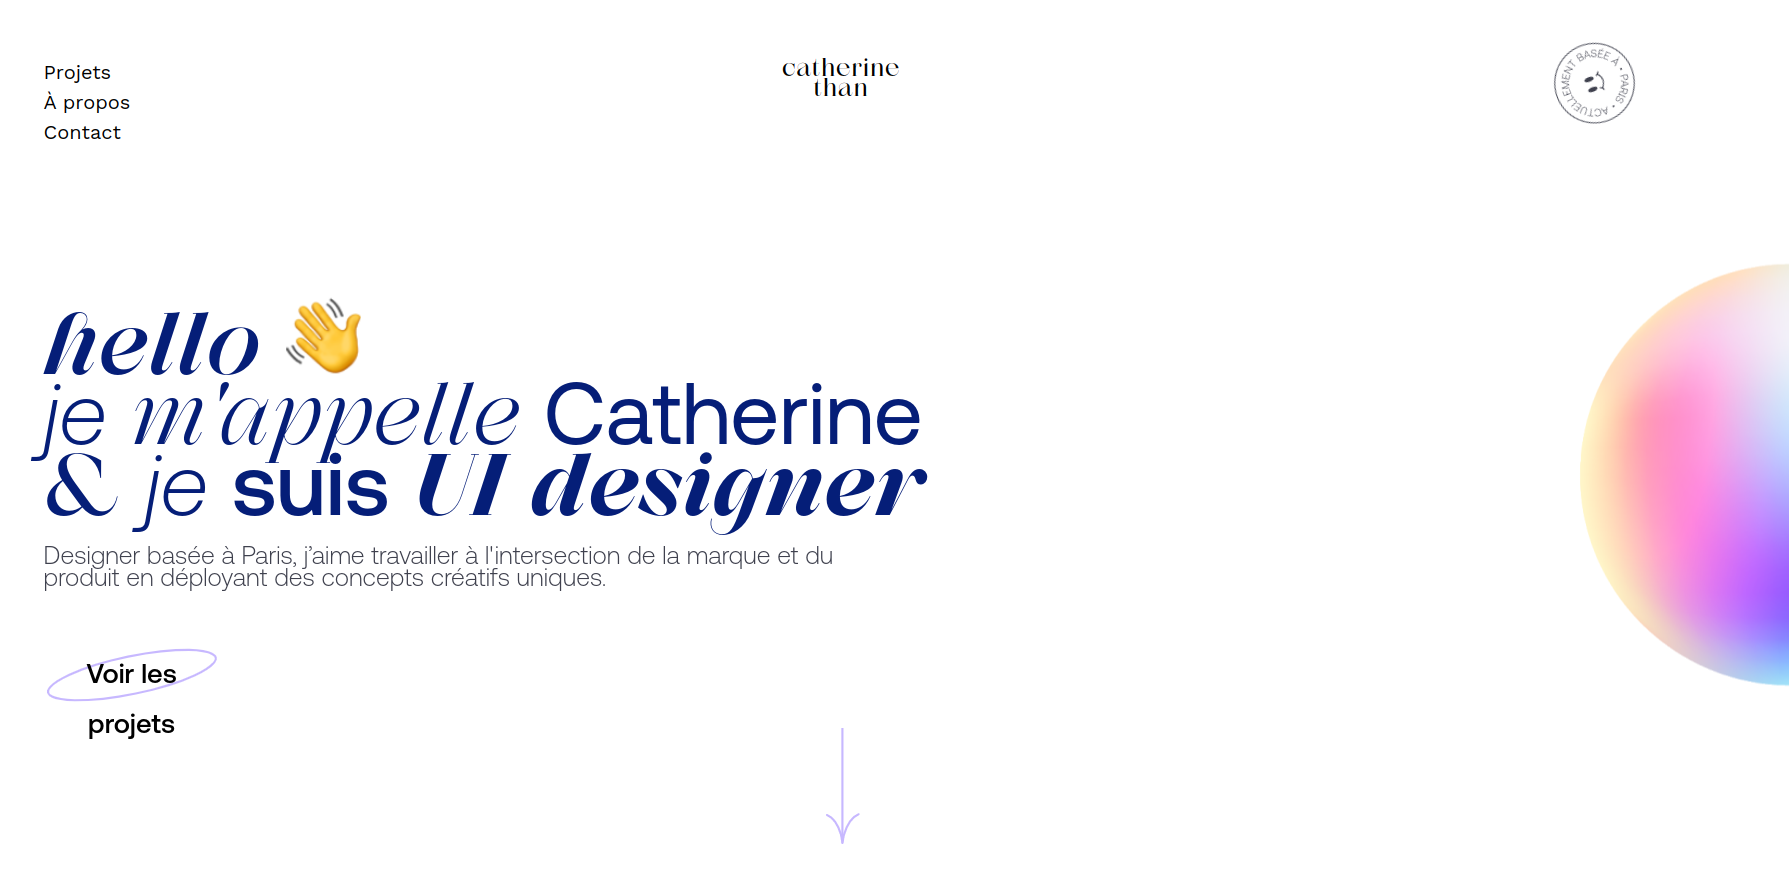 Projets
À propos
Contact
catherine
than
ACTUELLEMENT BASÉE À • PARIS •
hello 👋
je m'appelle Catherine
& je suis UI designer
Designer basée à Paris, j’aime travailler à l'intersection de la marque et du
produit en déployant des concepts créatifs uniques.
Voir les
projets